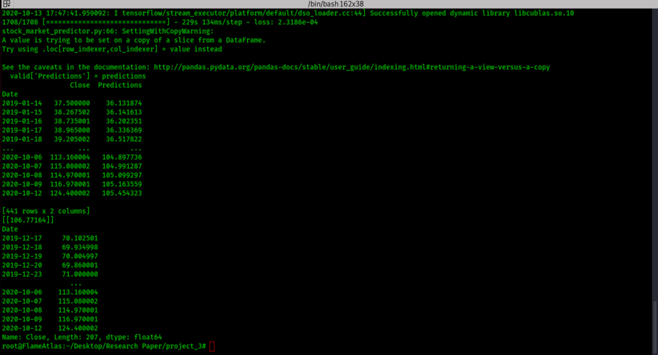 /bin/bash 162x38
2020-10-13 17:47:41.959092: I tensorflow/stream_executor/platform/default/dso_loader.cc:44] Successfully opened dynamic library libcublas.so.10
1708/1708 [==============================] - 229s 134ms/step - loss: 2.3186e-04
stock_market_predictor.py:66: SettingWithCopyWarning:
A value is trying to be set on a copy of a slice from a DataFrame.
Try using .loc[row_indexer,col_indexer] = value instead
See the caveats in the documentation: http://pandas.pydata.org/pandas-docs/stable/user_guide/indexing.html#returning-a-view-versus-a-copy
valid['Predictions'] = predictions
Close Predictions
Date
2019-01-14 37.500000 36.131874
2019-01-15 38.267502 36.141613
2019-01-16 38.735001 36.202351
2019-01-17 38.965000 36.336369
2019-01-18 39.205002 36.517822
... ... ...
2020-10-06 113.160004 104.897736
2020-10-07 115.080002 104.991287
2020-10-08 114.970001 105.099297
2020-10-09 116.970001 105.163559
2020-10-12 124.400002 105.454323
[441 rows x 2 columns]
[[106.77164]]
Date
2019-12-17 70.102501
2019-12-18 69.934998
2019-12-19 70.004997
2019-12-20 69.860001
2019-12-23 71.000000
...
2020-10-06 113.160004
2020-10-07 115.080002
2020-10-08 114.970001
2020-10-09 116.970001
2020-10-12 124.400002
Name: Close, Length: 207, dtype: float64
root@FlameAtlas:~/Desktop/Research Paper/project_3#